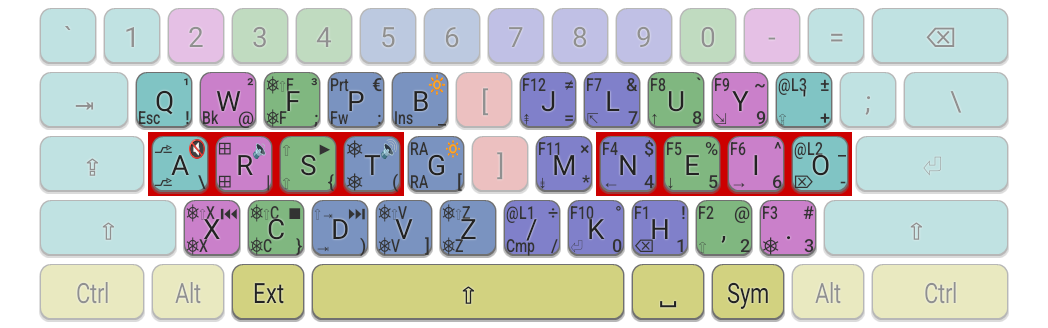 ` 1 2 3 4 5 6 7 8 9 0 - = ⌫
⇥ Q ¹ Esc ! W ² Bk @ ❄⇧F ³ F ❄F ; Prt € P Fw : B Ins _ [ F12 ≠ J ⇞ = F7 & L ↖ 7 F8 ` U ↑ 8 F9 ~ Y ⇲ 9 @L3 ± ' ⇧ + ; \
⇪ A \ ⊞ R ⊞ | ⇧ ▶ S ⇧ { ❄ T ❄ ( RA G RA [ ] F11 × M ⇟ * F4 $ N ← 4 F5 % E ↓ 5 F6 ^ I → 6 @L2 _ O ⌦ - ⏎
⇧ ❄⇧X ⏮ X ❄X ❄⇧C ■ C ❄C } ⇧→ ⏭ D ⇥ ) ❄⇧V V ❄V ] ❄⇧Z Z ❄Z @L1 ÷ / Cmp / F10 ° K ⏎ 0 F1 ! H ⌫ 1 F2 @ , ⇧ 2 F3 # . ❄ 3 ⇧
Ctrl Alt Ext ⇧ ⎵ Sym Alt Ctrl